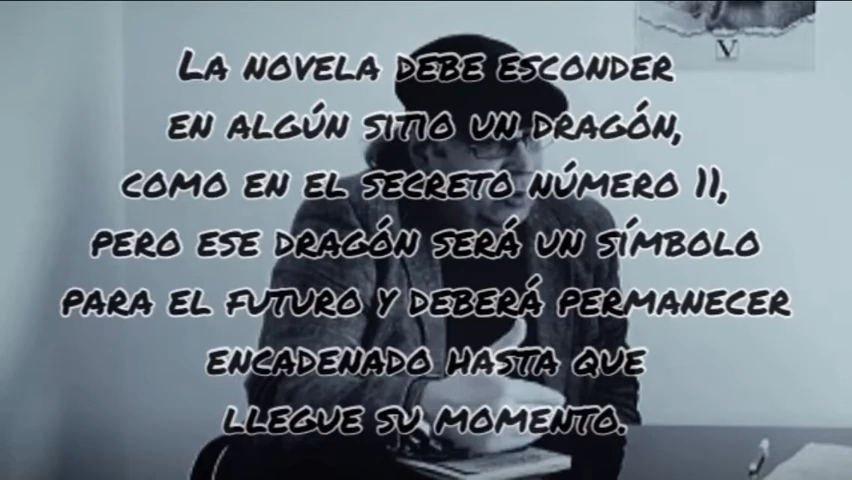 V
LA NOVELA DEBE ESCONDER
EN ALGÚN SITIO UN DRAGÓN,
COMO EN EL SECRETO NÚMERO 11,
PERO ESE DRAGÓN SERÁ UN SÍMBOLO
PARA EL FUTURO Y DEBERÁ PERMANECER
ENCADENADO HASTA QUE
LLEGUE SU MOMENTO.